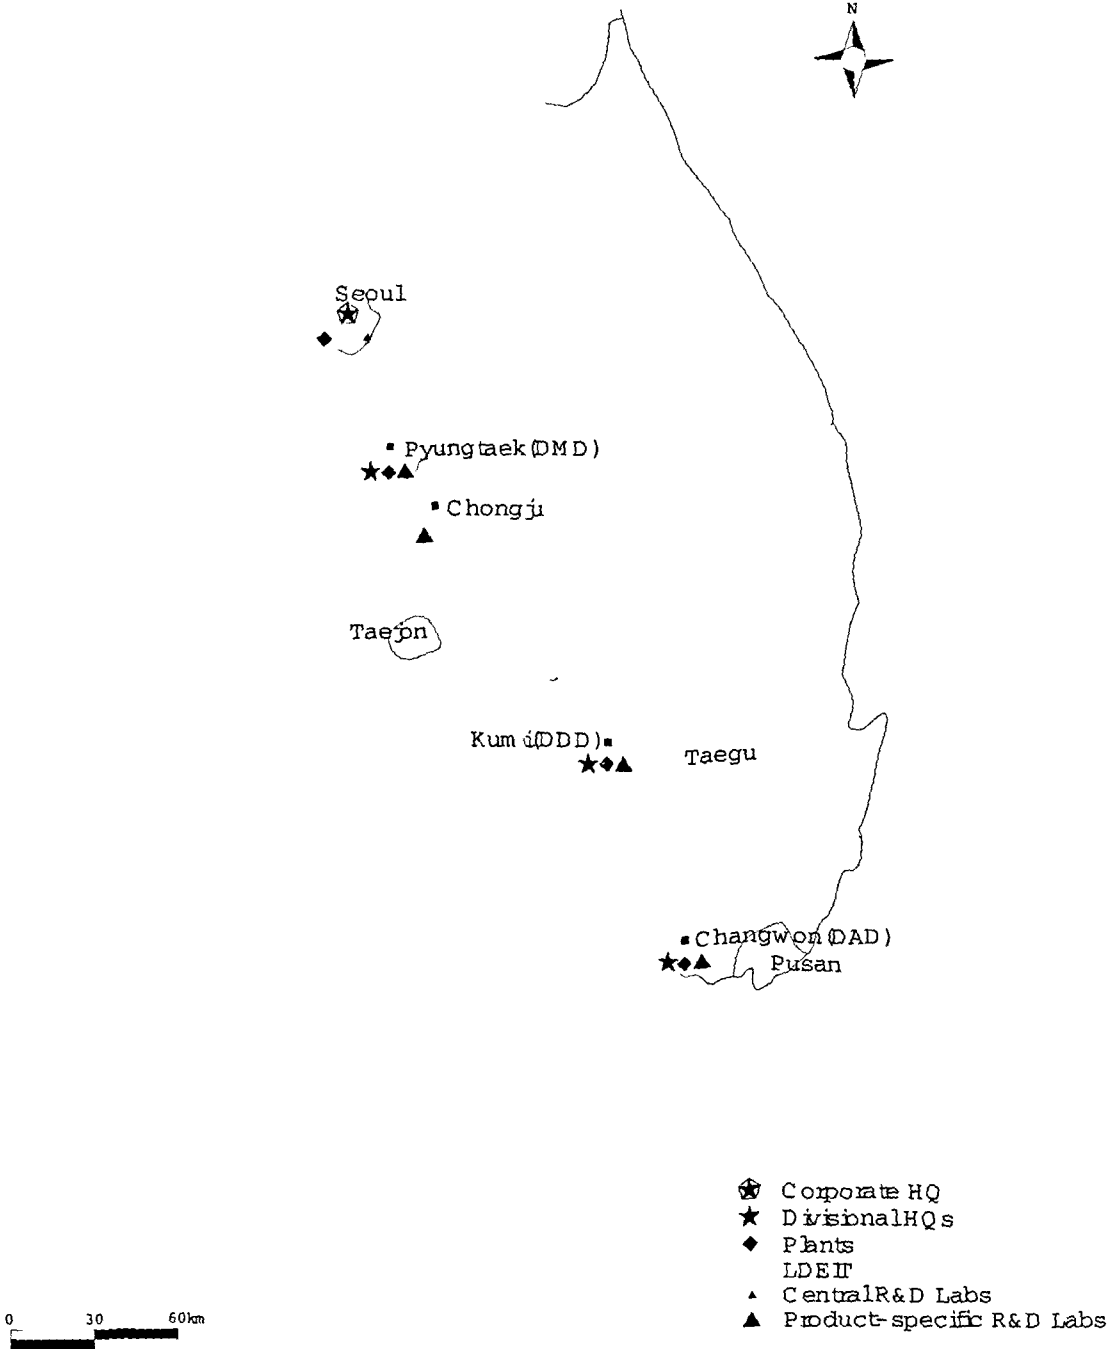 N
Seoul
Pyungtaek(DMD)
Chongju
Taejon
Kumi(DDD)
Taegu
Changwon(DAD)
Pusan
Corporate HQ
Divisional HQs
Plants
LDEIT
Central R&D Labs
Product-specific R&D Labs
0 30 60km